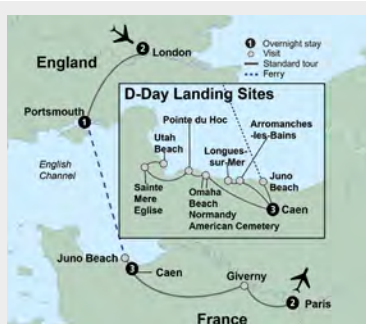 England
2
London
1 Overnight stay
Visit
Standard tour
Ferry
Portsmouth
1
English
Channel
D-Day Landing Sites
Pointe du Hoc
Utah
Beach
Arromanches
-les-Bains
Longues-
sur-Mer
Juno
Beach
Sainte
Mere
Eglise
Omaha
Beach
Normandy
American Cemetery
3
Caen
Juno Beach
3
Caen
Giverny
2
Paris
France